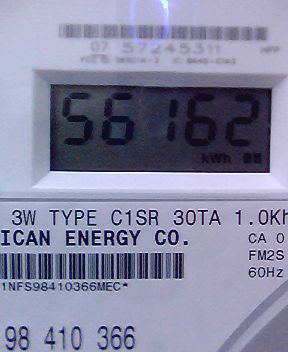 07 57245311
56162
kWh
3W TYPE C1SR 30TA 1.0Kh
ICAN ENERGY CO.
CA 0
FM2S
60Hz
1NFS98410366MEC*
98 410 366